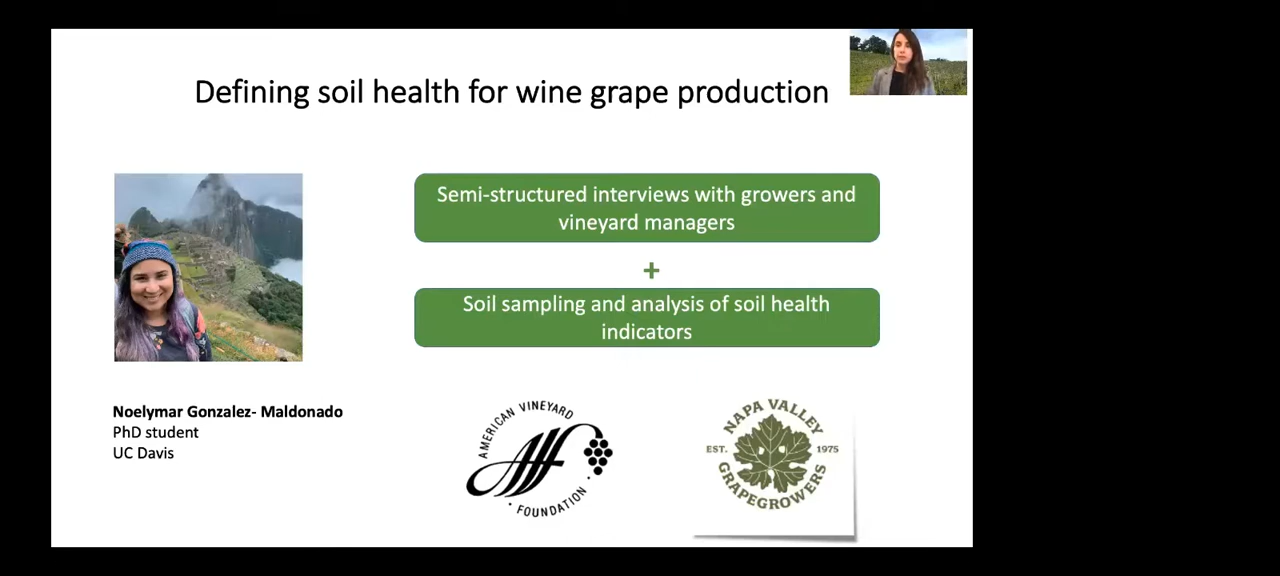 Defining soil health for wine grape production
Semi-structured interviews with growers and
vineyard managers
+
Soil sampling and analysis of soil health
indicators
Noelymar Gonzalez- Maldonado
PhD student
UC Davis
AMERICAN VINEYARD
FOUNDATION
NAPA VALLEY
EST. 1975
GRAPEGROWERS